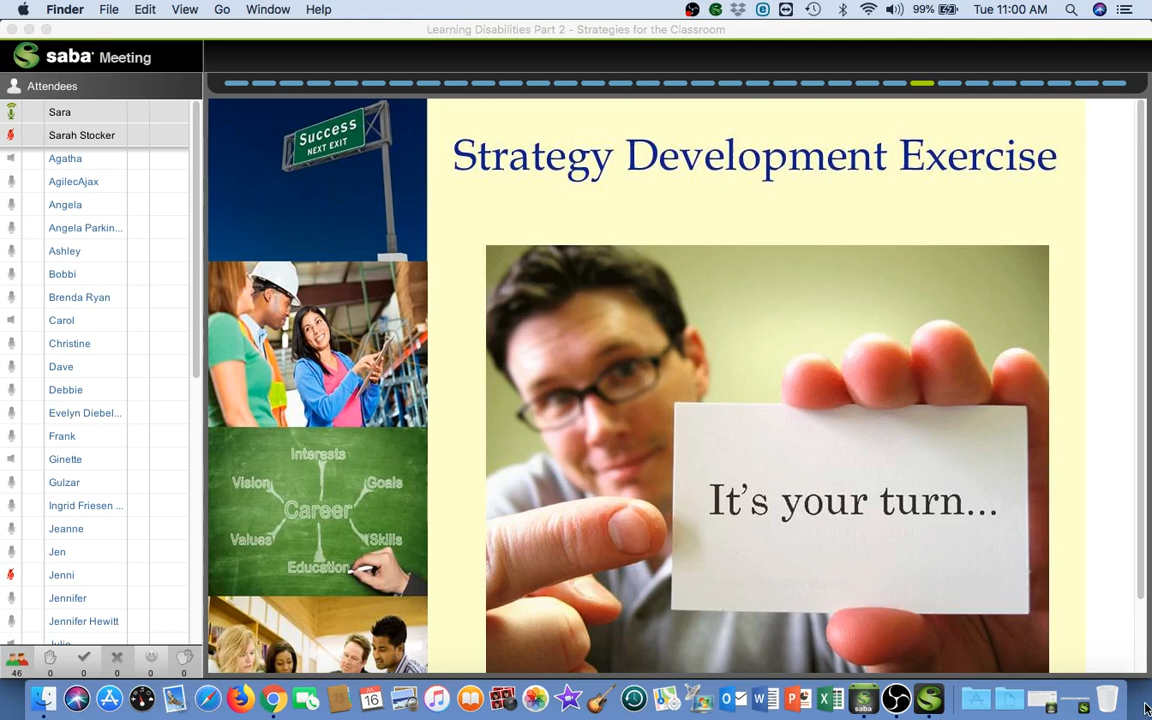 Finder File Edit View Go Window Help 99% Tue 11:00 AM
Learning Disabilities Part 2 - Strategies for the Classroom
saba Meeting
Attendees
Sara
Sarah Stocker
Agatha
AgilecAjax
Angela
Angela Parkin...
Ashley
Bobbi
Brenda Ryan
Carol
Christine
Dave
Debbie
Evelyn Diebel...
Frank
Ginette
Gulzar
Ingrid Friesen ...
Jeanne
Jen
Jenni
Jennifer
Jennifer Hewitt
46 0 0 0 0 0
Success
NEXT EXIT
Interests
Vision Goals
Career
Values Skills
Education
Strategy Development Exercise
It's your turn...
16
saba